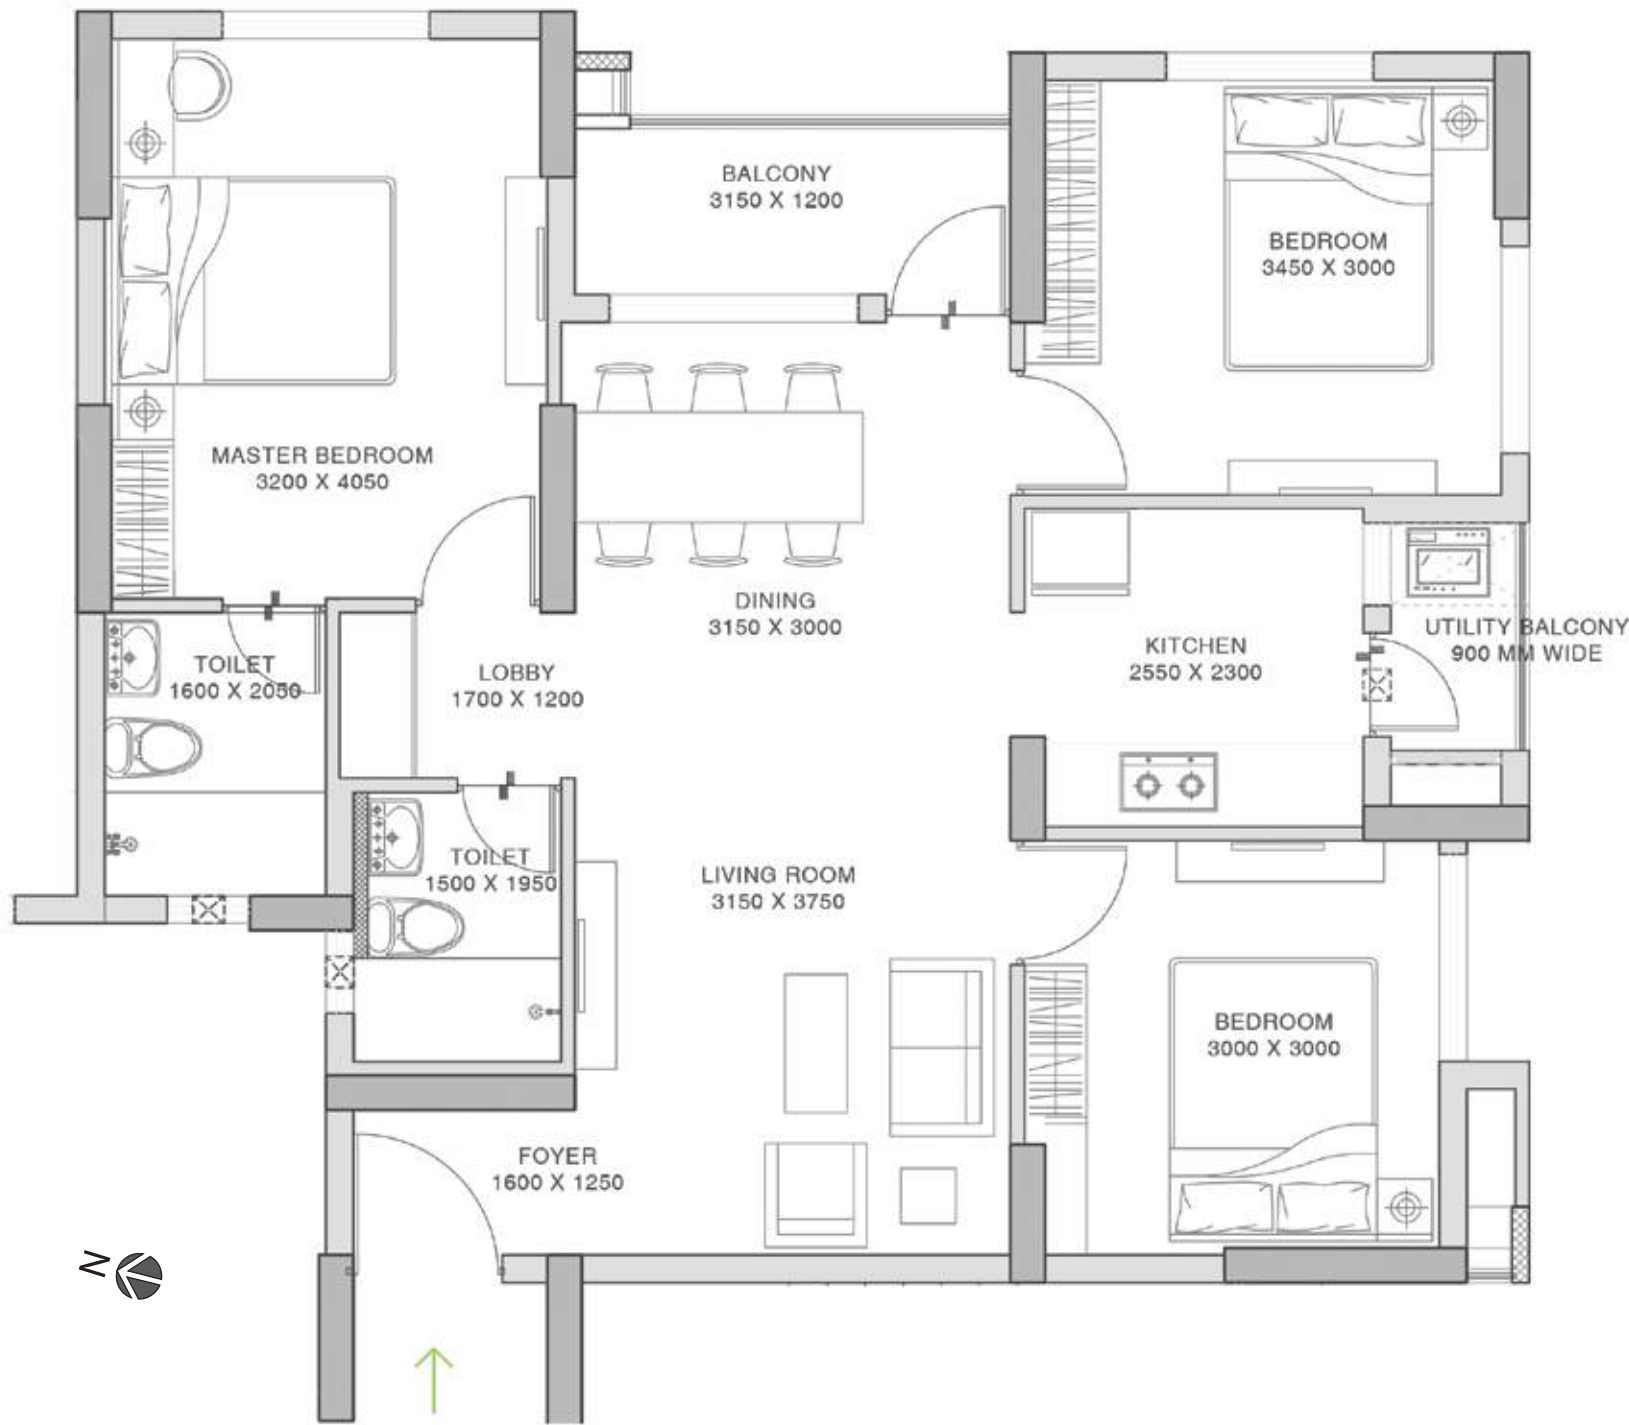 BALCONY
3150 X 1200
BEDROOM
3450 X 3000
MASTER BEDROOM
3200 X 4050
DINING
3150 X 3000
UTILITY BALCONY
900 MM WIDE
KITCHEN
2550 X 2300
TOILET
1600 X 2050
LOBBY
1700 X 1200
TOILET
1500 X 1950
LIVING ROOM
3150 X 3750
BEDROOM
3000 X 3000
FOYER
1600 X 1250
N